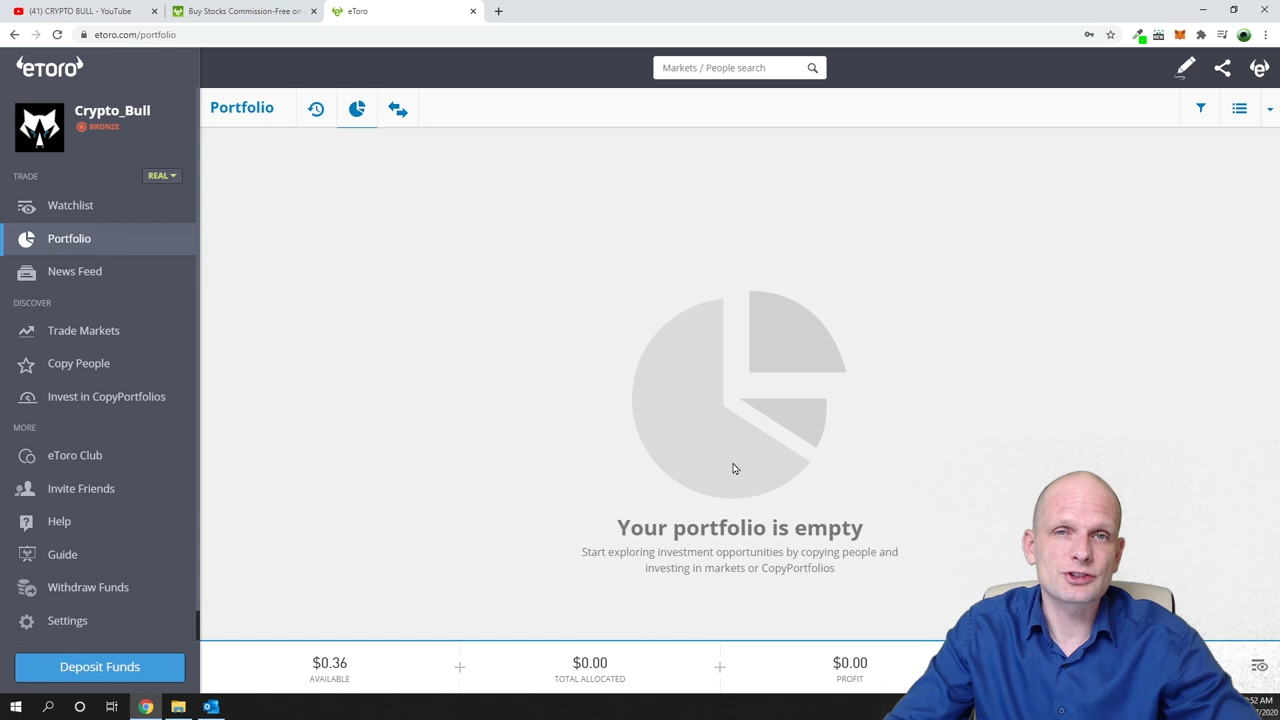 (41) CRYPTO BULL - YouTube
Buy Stocks Commission-Free on
eToro
etoro.com/portfolio
eToro
Markets / People search
Crypto_Bull
BRONZE
Portfolio
TRADE
REAL
Watchlist
Portfolio
News Feed
DISCOVER
Trade Markets
Copy People
Invest in CopyPortfolios
MORE
eToro Club
Invite Friends
Help
Guide
Withdraw Funds
Settings
Deposit Funds
Your portfolio is empty
Start exploring investment opportunities by copying people and
investing in markets or CopyPortfolios
$0.36
AVAILABLE
$0.00
TOTAL ALLOCATED
$0.00
PROFIT